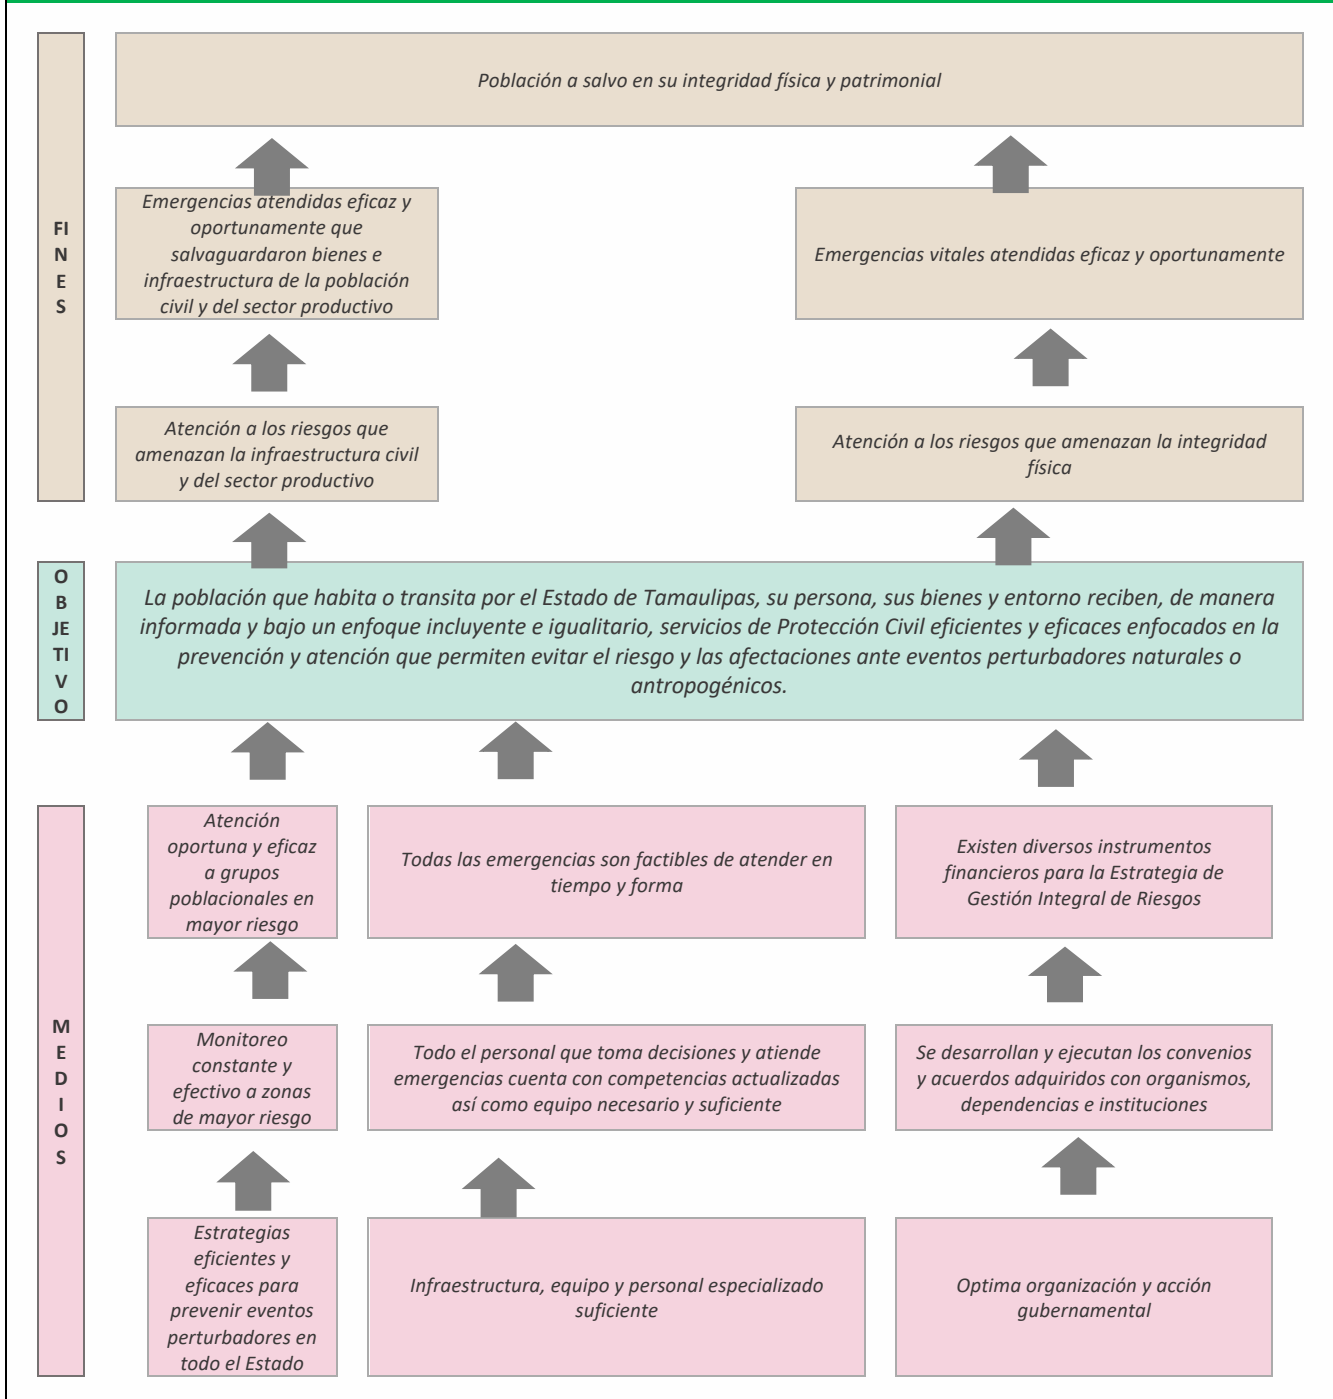 FI
N
E
S
Población a salvo en su integridad física y patrimonial
Emergencias atendidas eficaz y
oportunamente que
salvaguardaron bienes e
infraestructura de la población
civil y del sector productivo
Emergencias vitales atendidas eficaz y oportunamente
Atención a los riesgos que
amenazan la infraestructura civil
y del sector productivo
Atención a los riesgos que amenazan la integridad
física
O
B
JE
TI
V
O
La población que habita o transita por el Estado de Tamaulipas, su persona, sus bienes y entorno reciben, de manera
informada y bajo un enfoque incluyente e igualitario, servicios de Protección Civil eficientes y eficaces enfocados en la
prevención y atención que permiten evitar el riesgo y las afectaciones ante eventos perturbadores naturales o
antropogénicos.
M
E
D
I
O
S
Atención
oportuna y eficaz
a grupos
poblacionales en
mayor riesgo
Todas las emergencias son factibles de atender en
tiempo y forma
Existen diversos instrumentos
financieros para la Estrategia de
Gestión Integral de Riesgos
Monitoreo
constante y
efectivo a zonas
de mayor riesgo
Todo el personal que toma decisiones y atiende
emergencias cuenta con competencias actualizadas
así como equipo necesario y suficiente
Se desarrollan y ejecutan los convenios
y acuerdos adquiridos con organismos,
dependencias e instituciones
Estrategias
eficientes y
eficaces para
prevenir eventos
perturbadores en
todo el Estado
Infraestructura, equipo y personal especializado
suficiente
Optima organización y acción
gubernamental